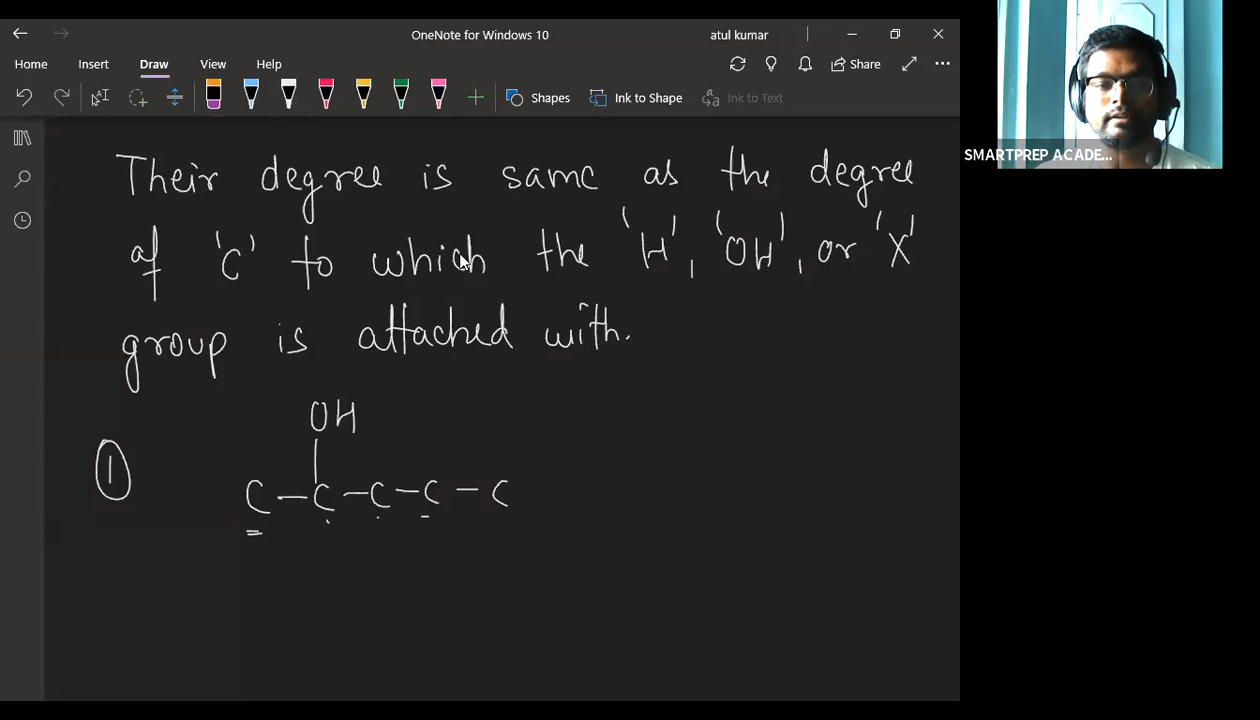 OneNote for Windows 10
atul kumar
Home Insert Draw View Help
Share
Shapes
Ink to Shape
Ink to Text
SMARTPREP ACADE...
Their degree is same as the degree
of 'C' to which the 'H', 'OH', or 'X'
group is attached with.
OH
1
C – C – C – C – C